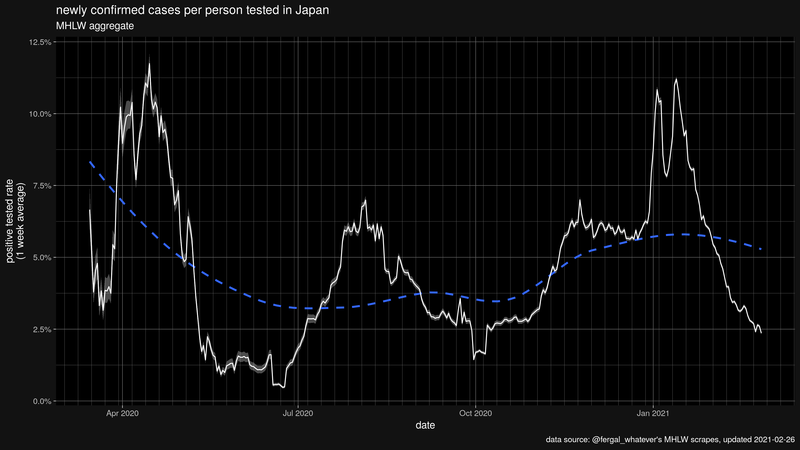 newly confirmed cases per person tested in Japan
MHLW aggregate
12.5%
10.0%
7.5%
5.0%
2.5%
0.0%
positive tested rate
(1 week average)
Apr 2020
Jul 2020
Oct 2020
Jan 2021
date
data source: @fergal_whatever's MHLW scrapes, updated 2021-02-26